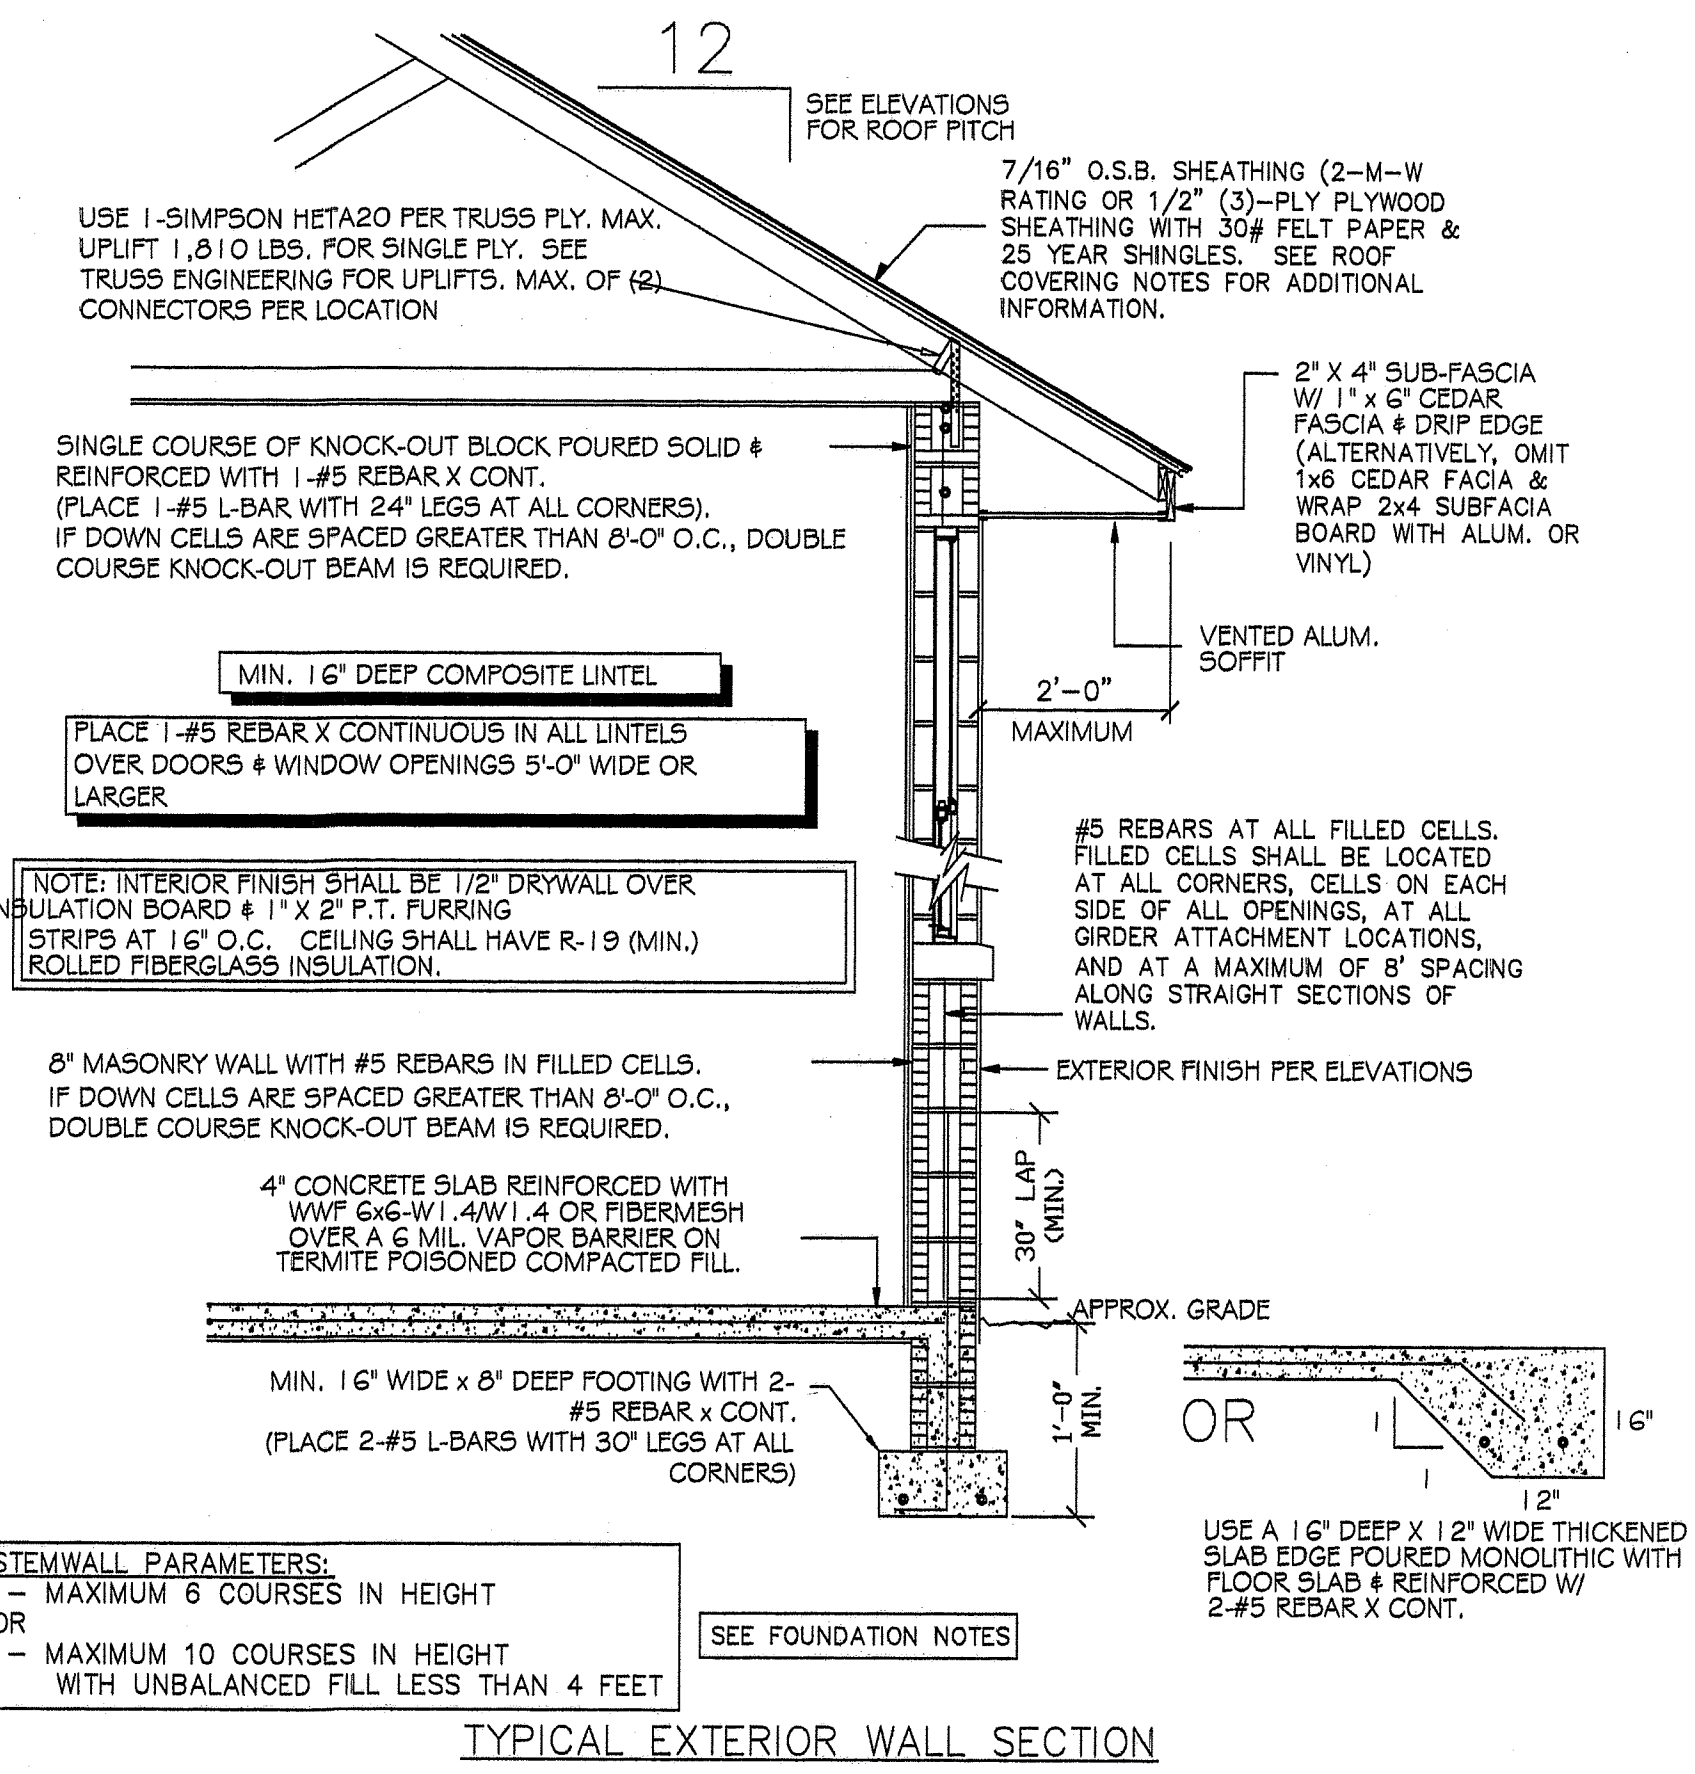 12
SEE ELEVATIONS
FOR ROOF PITCH
7/16" O.S.B. SHEATHING (2-M-W
RATING OR 1/2" (3)-PLY PLYWOOD
SHEATHING WITH 30# FELT PAPER &
25 YEAR SHINGLES. SEE ROOF
COVERING NOTES FOR ADDITIONAL
INFORMATION.
USE 1-SIMPSON HETA20 PER TRUSS PLY. MAX.
UPLIFT 1,810 LBS. FOR SINGLE PLY. SEE
TRUSS ENGINEERING FOR UPLIFTS. MAX. OF (2)
CONNECTORS PER LOCATION
2" X 4" SUB-FASCIA
W/ 1" x 6" CEDAR
FASCIA & DRIP EDGE
(ALTERNATIVELY, OMIT
1x6 CEDAR FACIA &
WRAP 2x4 SUBFACIA
BOARD WITH ALUM. OR
VINYL)
SINGLE COURSE OF KNOCK-OUT BLOCK POURED SOLID &
REINFORCED WITH 1-#5 REBAR X CONT.
(PLACE 1-#5 L-BAR WITH 24" LEGS AT ALL CORNERS).
IF DOWN CELLS ARE SPACED GREATER THAN 8'-0" O.C., DOUBLE
COURSE KNOCK-OUT BEAM IS REQUIRED.
VENTED ALUM.
SOFFIT
2'-0"
MAXIMUM
MIN. 16" DEEP COMPOSITE LINTEL
PLACE 1-#5 REBAR X CONTINUOUS IN ALL LINTELS
OVER DOORS & WINDOW OPENINGS 5'-0" WIDE OR
LARGER
#5 REBARS AT ALL FILLED CELLS.
FILLED CELLS SHALL BE LOCATED
AT ALL CORNERS, CELLS ON EACH
SIDE OF ALL OPENINGS, AT ALL
GIRDER ATTACHMENT LOCATIONS,
AND AT A MAXIMUM OF 8' SPACING
ALONG STRAIGHT SECTIONS OF
WALLS.
NOTE: INTERIOR FINISH SHALL BE 1/2" DRYWALL OVER
NSULATION BOARD & 1" X 2" P.T. FURRING
STRIPS AT 16" O.C. CEILING SHALL HAVE R-19 (MIN.)
ROLLED FIBERGLASS INSULATION.
8" MASONRY WALL WITH #5 REBARS IN FILLED CELLS.
IF DOWN CELLS ARE SPACED GREATER THAN 8'-0" O.C.,
DOUBLE COURSE KNOCK-OUT BEAM IS REQUIRED.
EXTERIOR FINISH PER ELEVATIONS
30" LAP
(MIN.)
4" CONCRETE SLAB REINFORCED WITH
WWF 6x6-W1.4/W1.4 OR FIBERMESH
OVER A 6 MIL. VAPOR BARRIER ON
TERMITE POISONED COMPACTED FILL.
APPROX. GRADE
1'-0"
MIN.
MIN. 16" WIDE x 8" DEEP FOOTING WITH 2-
#5 REBAR x CONT.
(PLACE 2-#5 L-BARS WITH 30" LEGS AT ALL
CORNERS)
OR
1
1
16"
12"
USE A 16" DEEP X 12" WIDE THICKENED
SLAB EDGE POURED MONOLITHIC WITH
FLOOR SLAB & REINFORCED W/
2-#5 REBAR X CONT.
STEMWALL PARAMETERS:
- MAXIMUM 6 COURSES IN HEIGHT
OR
- MAXIMUM 10 COURSES IN HEIGHT
WITH UNBALANCED FILL LESS THAN 4 FEET
SEE FOUNDATION NOTES
TYPICAL EXTERIOR WALL SECTION